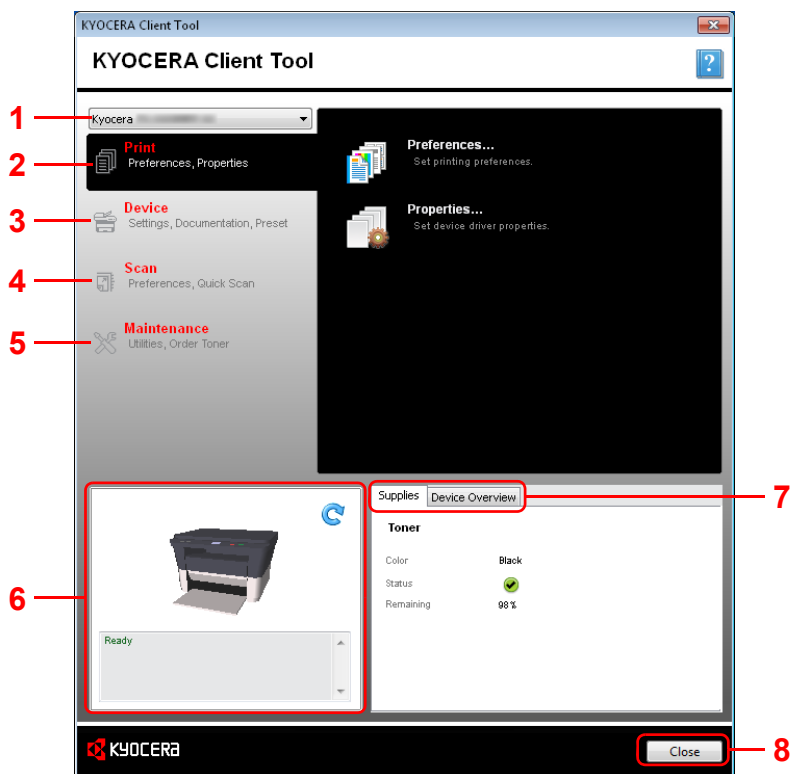 KYOCERA Client Tool
KYOCERA Client Tool
?
1
Kyocera
2
Print
Preferences, Properties
3
Device
Settings, Documentation, Preset
4
Scan
Preferences, Quick Scan
5
Maintenance
Utilities, Order Toner
Preferences...
Set printing preferences.
Properties...
Set device driver properties.
6
Ready
Supplies
Device Overview
7
Toner
Color Black
Status
Remaining 98 %
KYOCERA
Close
8